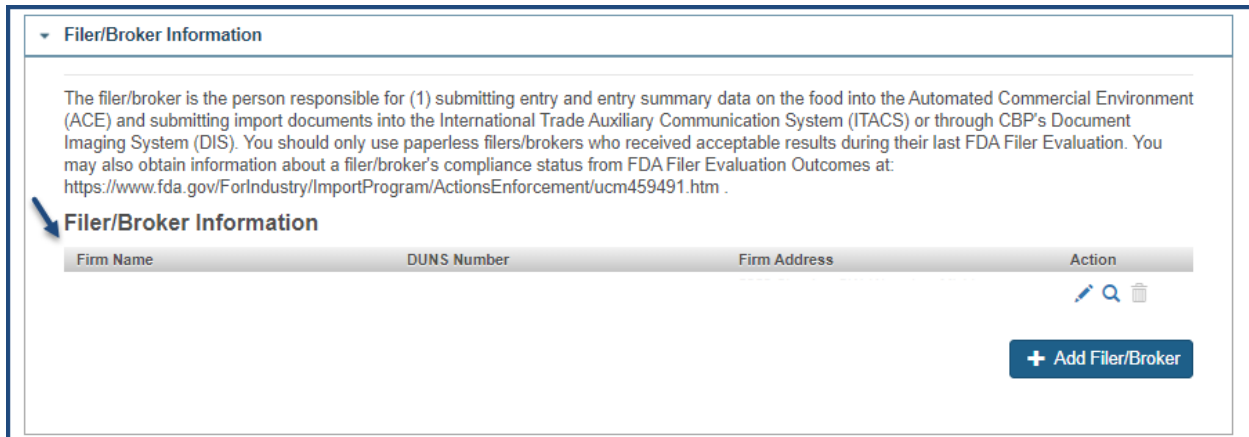 Filer/Broker Information
The filer/broker is the person responsible for (1) submitting entry and entry summary data on the food into the Automated Commercial Environment
(ACE) and submitting import documents into the International Trade Auxiliary Communication System (ITACS) or through CBP's Document
Imaging System (DIS). You should only use paperless filers/brokers who received acceptable results during their last FDA Filer Evaluation. You
may also obtain information about a filer/broker's compliance status from FDA Filer Evaluation Outcomes at:
https://www.fda.gov/ForIndustry/ImportProgram/ActionsEnforcement/ucm459491.htm .
Filer/Broker Information
Firm Name DUNS Number Firm Address Action
+ Add Filer/Broker